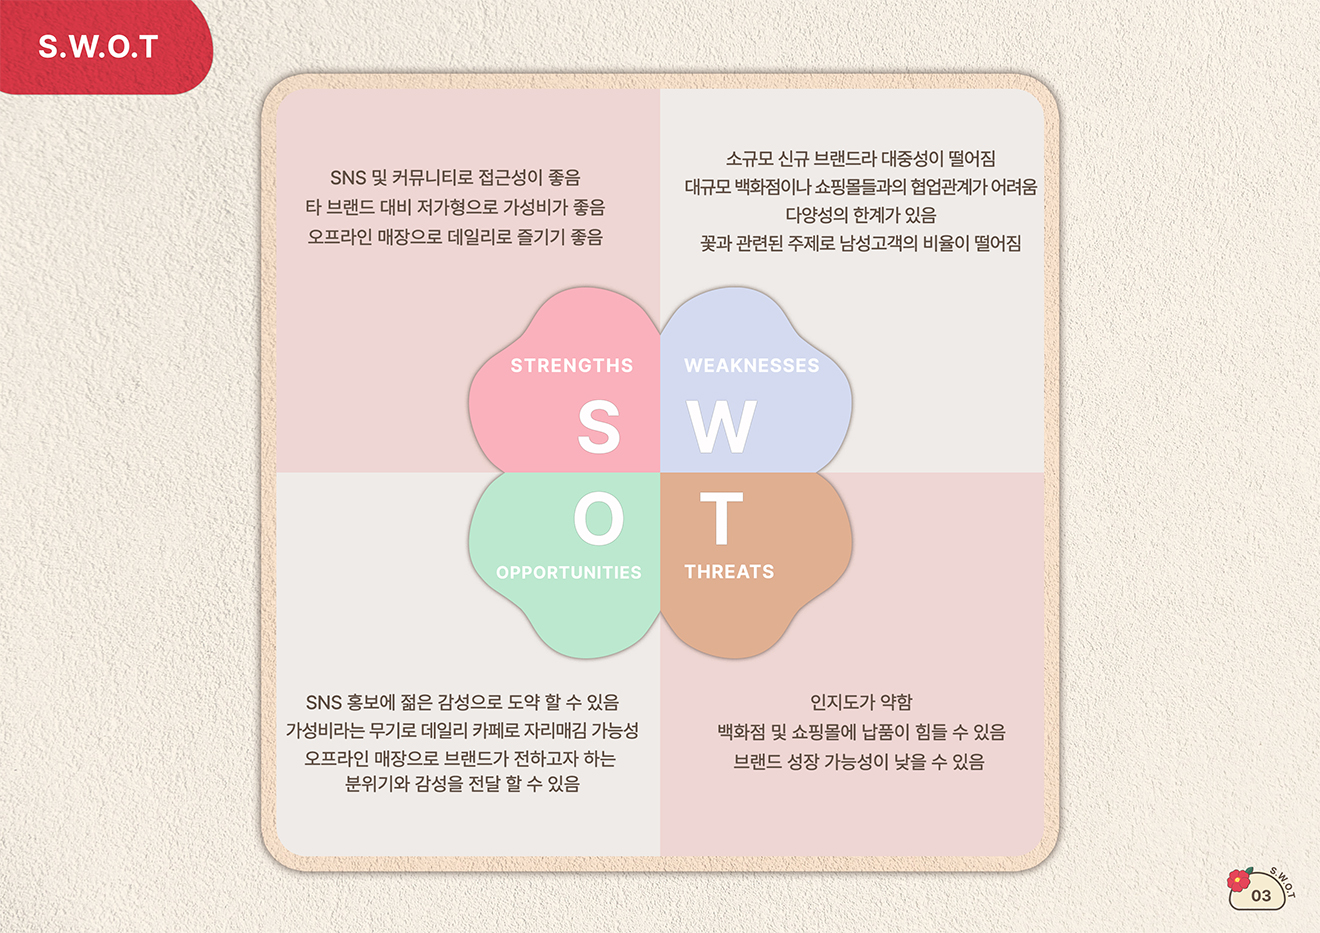 S.W.O.T
SNS 및 커뮤니티로 접근성이 좋음
타 브랜드 대비 저가형으로 가성비가 좋음
오프라인 매장으로 데일리로 즐기기 좋음
소규모 신규 브랜드라 대중성이 떨어짐
대규모 백화점이나 쇼핑몰들과의 협업관계가 어려움
다양성의 한계가 있음
꽃과 관련된 주제로 남성고객의 비율이 떨어짐
STRENGTHS
S
WEAKNESSES
W
O
OPPORTUNITIES
T
THREATS
SNS 홍보에 젊은 감성으로 도약 할 수 있음
가성비라는 무기로 데일리 카페로 자리매김 가능성
오프라인 매장으로 브랜드가 전하고자 하는
분위기와 감성을 전달 할 수 있음
인지도가 약함
백화점 및 쇼핑몰에 납품이 힘들 수 있음
브랜드 성장 가능성이 낮을 수 있음
S.W.O.T
03